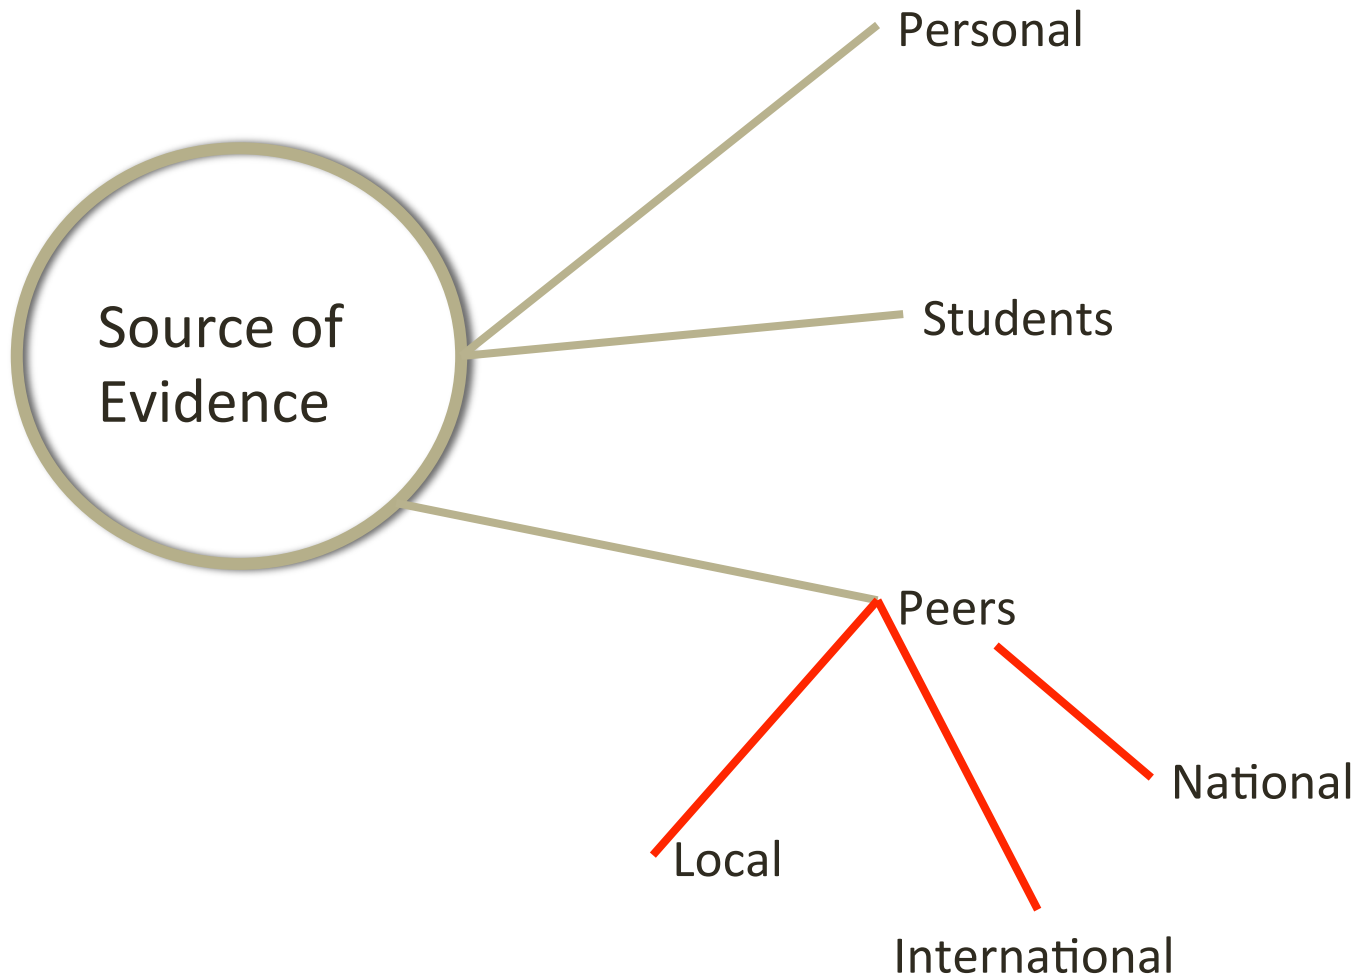 Personal
Source of
Evidence
Students
Peers
National
Local
International